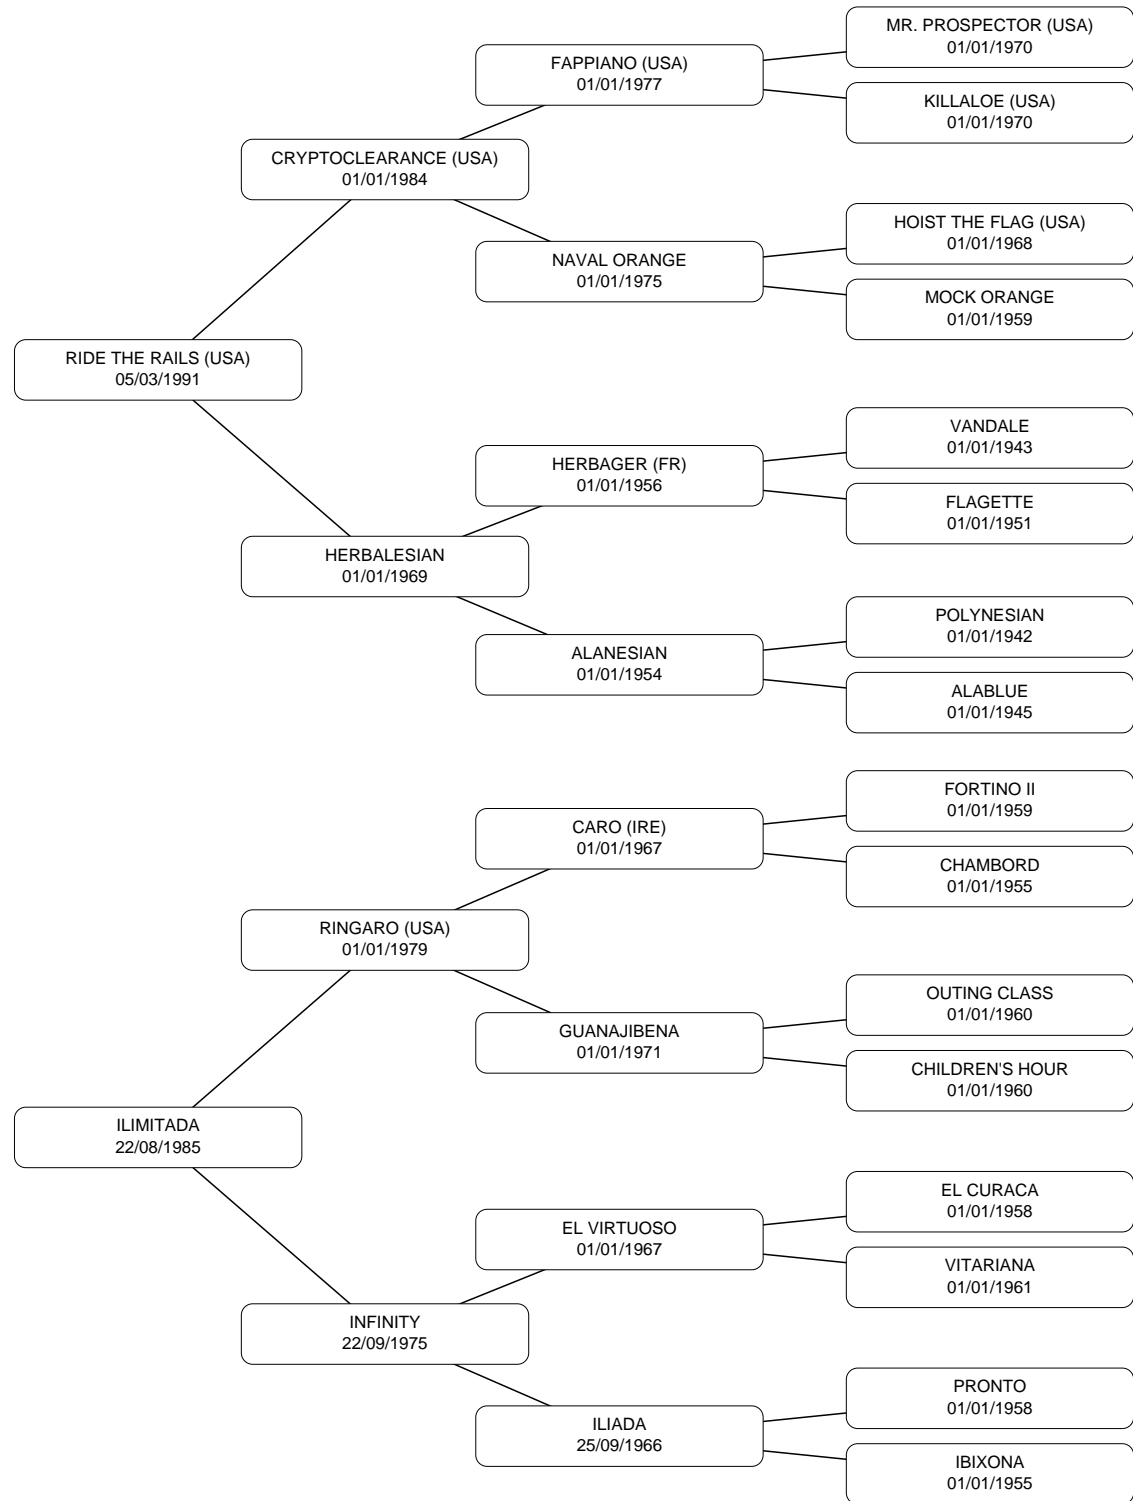 MR. PROSPECTOR (USA)
01/01/1970
FAPPIANO (USA)
01/01/1977
KILLALOE (USA)
01/01/1970
CRYPTOCLEARANCE (USA)
01/01/1984
HOIST THE FLAG (USA)
01/01/1968
NAVAL ORANGE
01/01/1975
MOCK ORANGE
01/01/1959
RIDE THE RAILS (USA)
05/03/1991
VANDALE
01/01/1943
HERBAGER (FR)
01/01/1956
FLAGETTE
01/01/1951
HERBALESIAN
01/01/1969
POLYNESIAN
01/01/1942
ALANESIAN
01/01/1954
ALABLUE
01/01/1945
FORTINO II
01/01/1959
CARO (IRE)
01/01/1967
CHAMBORD
01/01/1955
RINGARO (USA)
01/01/1979
OUTING CLASS
01/01/1960
GUANAJIBENA
01/01/1971
CHILDREN'S HOUR
01/01/1960
ILIMITADA
22/08/1985
EL CURACA
01/01/1958
EL VIRTUOSO
01/01/1967
VITARIANA
01/01/1961
INFINITY
22/09/1975
PRONTO
01/01/1958
ILIADA
25/09/1966
IBIXONA
01/01/1955